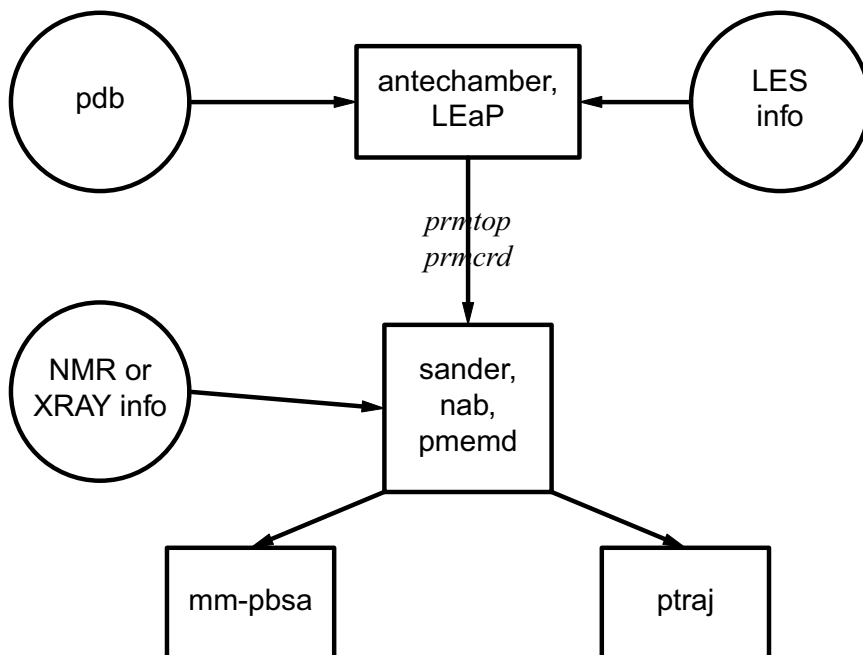 pdb
antechamber,
LEaP
LES
info
prmtop
prmcrd
NMR or
XRAY info
sander,
nab,
pmemd
mm-pbsa
ptraj